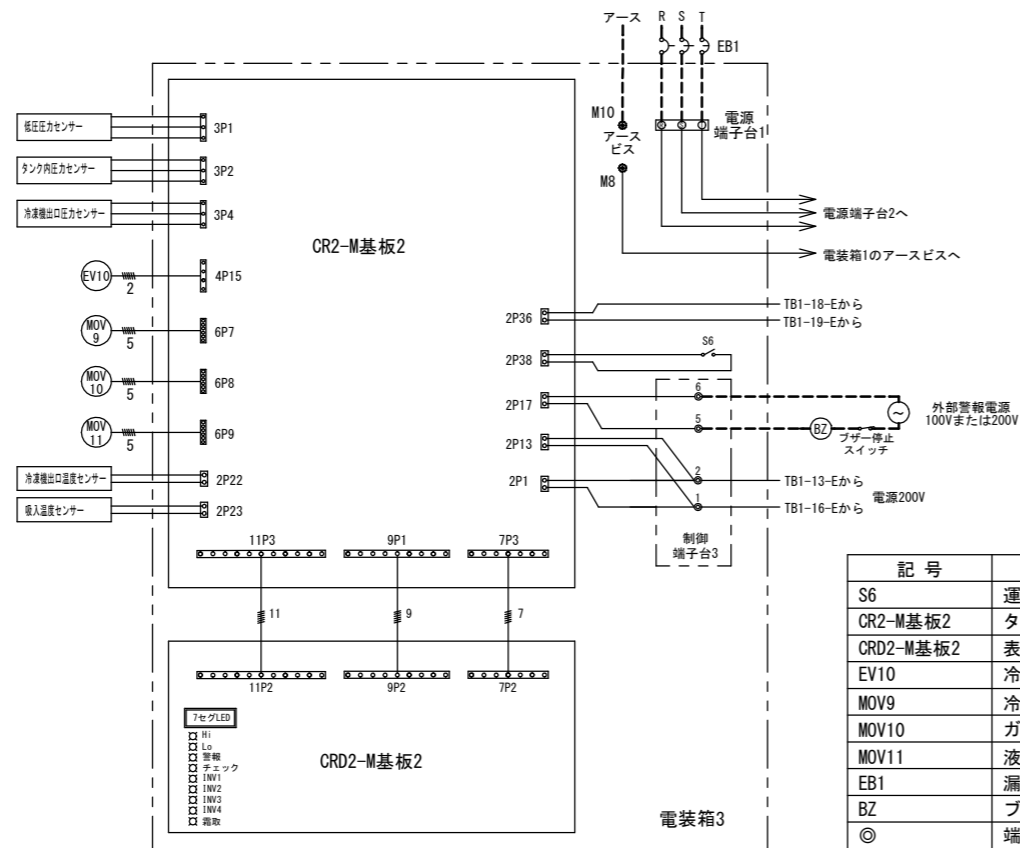 アース
R S T
EB1
M10
アース
ビス
M8
電源
端子台1
電源端子台2へ
電装箱1のアースビスへ
低圧圧力センサー
3P1
タンク内圧力センサー
3P2
冷凍機出口圧力センサー
3P4
CR2-M基板2
EV10
2
4P15
MOV
9
5
6P7
MOV
10
5
6P8
MOV
11
5
6P9
冷凍機出口温度センサー
2P22
吸入温度センサー
2P23
2P36
TB1-18-Eから
TB1-19-Eから
2P38
S6
2P17
6
5
BZ
ブザー停止
スイッチ
～
外部警報電源
100Vまたは200V
2P13
2P1
2
1
TB1-13-Eから
電源200V
TB1-16-Eから
制御
端子台3
11P3
9P1
7P3
11
9
7
11P2
9P2
7P2
7セグLED
Hi
Lo
警報
チェック
INV1
INV2
INV3
INV4
霜取
CRD2-M基板2
電装箱3
記 号
S6 運
CR2-M基板2 タ
CRD2-M基板2 表
EV10 冷
MOV9 冷
MOV10 ガ
MOV11 液
EB1 漏
BZ ブ
◎ 端